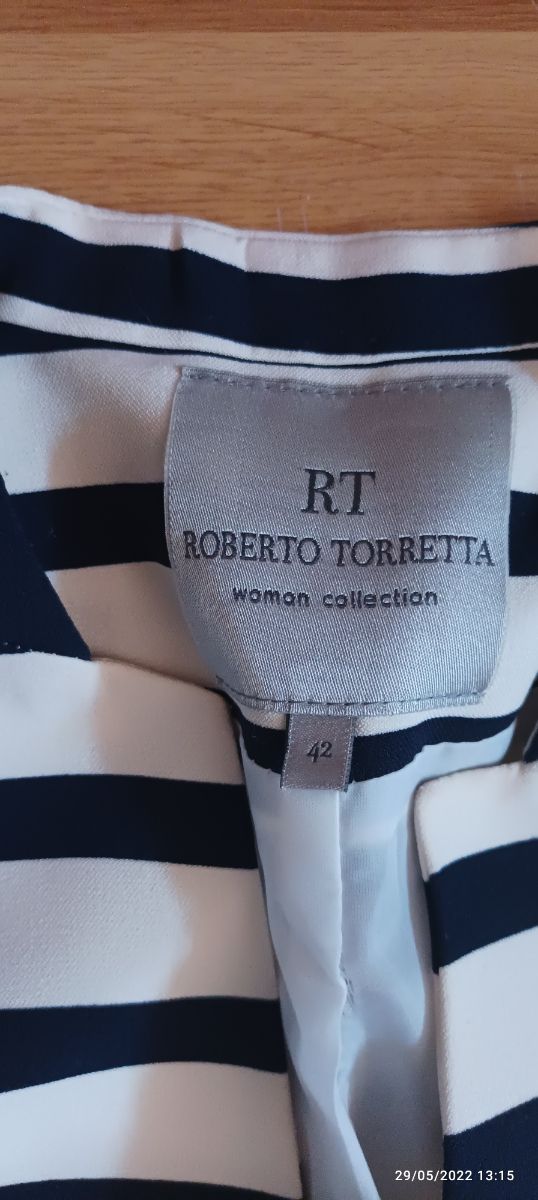 RT
ROBERTO TORRETTA
woman collection
42
29/05/2022 13:15